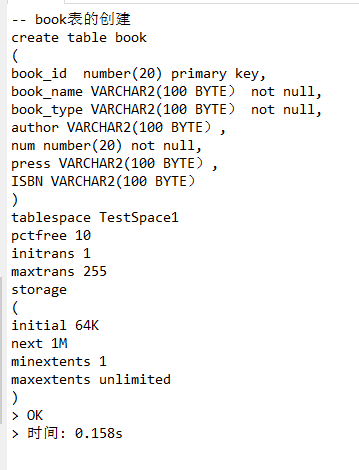 -- book表的创建
create table book
(
book_id  number(20) primary key,
book_name VARCHAR2(100 BYTE） not null,
book_type VARCHAR2(100 BYTE） not null,
author VARCHAR2(100 BYTE）,
num number(20) not null,
press VARCHAR2(100 BYTE）,
ISBN VARCHAR2(100 BYTE）
)
tablespace TestSpace1
pctfree 10
initrans 1
maxtrans 255
storage
(
initial 64K
next 1M
minextents 1
maxextents unlimited
)
> OK
> 时间: 0.158s